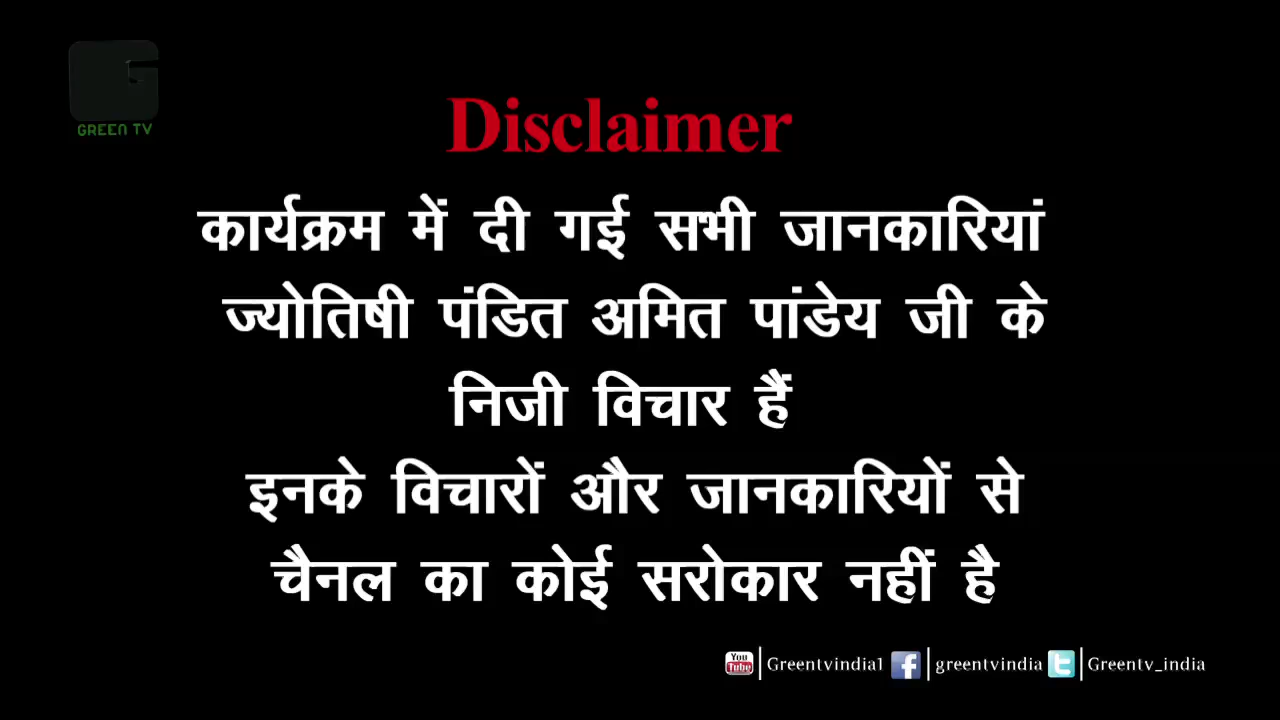 GREEN TV
Disclaimer
कार्यक्रम में दी गई सभी जानकारियां
ज्योतिषी पंडित अमित पांडेय जी के
निजी विचार हैं
इनके विचारों और जानकारियों से
चैनल का कोई सरोकार नहीं है
You Tube Greentvindia1 f greentvindia t Greentv_india